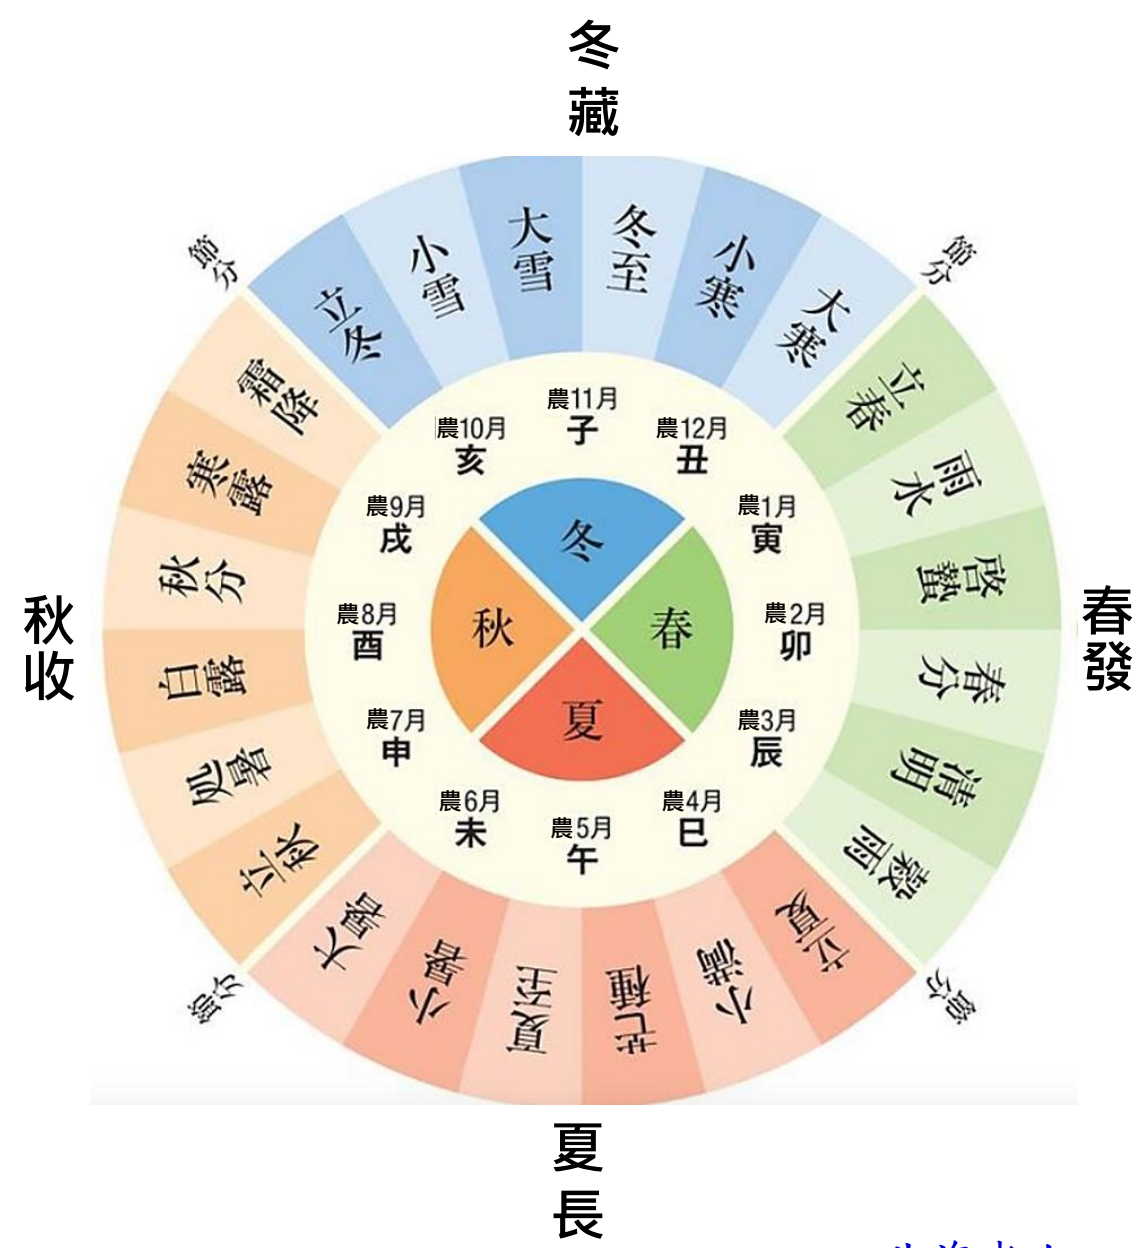 冬藏
節分
節分
立冬
小雪
大雪
冬至
小寒
大寒
立春
雨水
啓蟄
春分
清明
穀雨
立夏
小満
芒種
夏至
小暑
大暑
立秋
処暑
白露
秋分
寒露
霜降
農11月
子
農12月
丑
農1月
寅
農2月
卯
農3月
辰
農4月
巳
農5月
午
農6月
未
農7月
申
農8月
酉
農9月
戌
農10月
亥
冬
春
夏
秋
秋收
春發
節分
節分
夏長